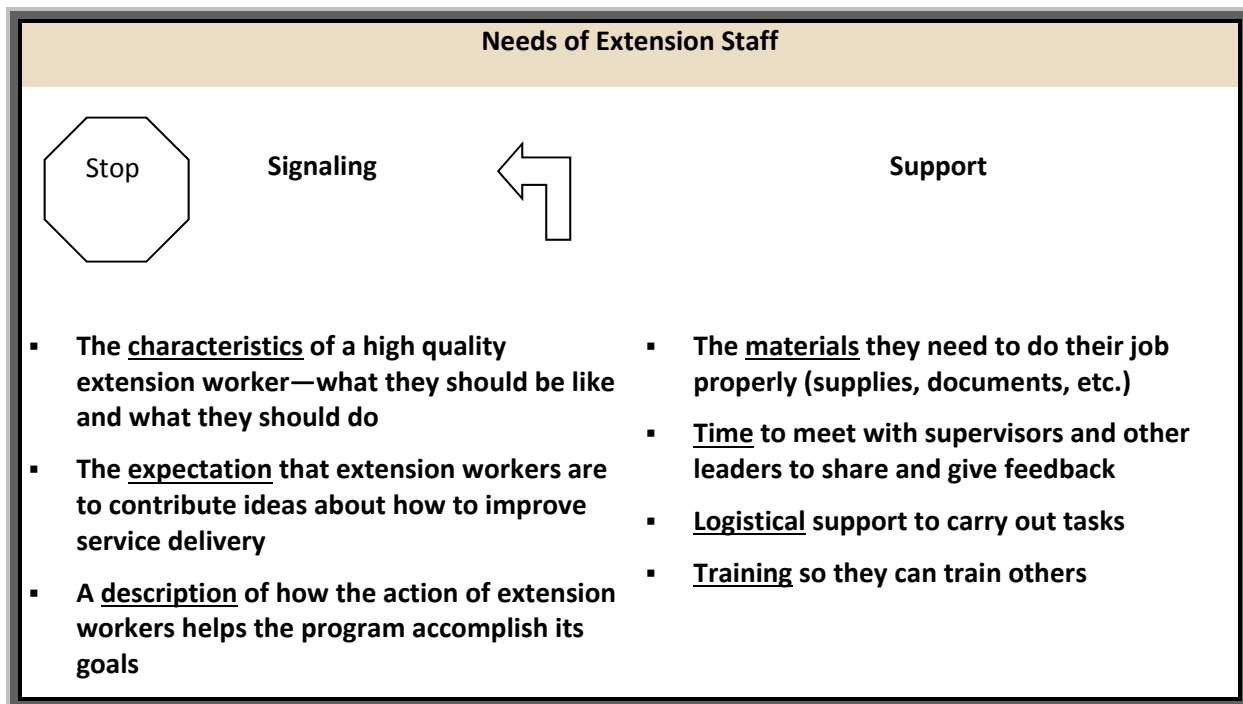 Needs of Extension Staff
Stop
Signaling
Support
▪ The characteristics of a high quality
extension worker—what they should be like
and what they should do
▪ The expectation that extension workers are
to contribute ideas about how to improve
service delivery
▪ A description of how the action of extension
workers helps the program accomplish its
goals
▪ The materials they need to do their job
properly (supplies, documents, etc.)
▪ Time to meet with supervisors and other
leaders to share and give feedback
▪ Logistical support to carry out tasks
▪ Training so they can train others